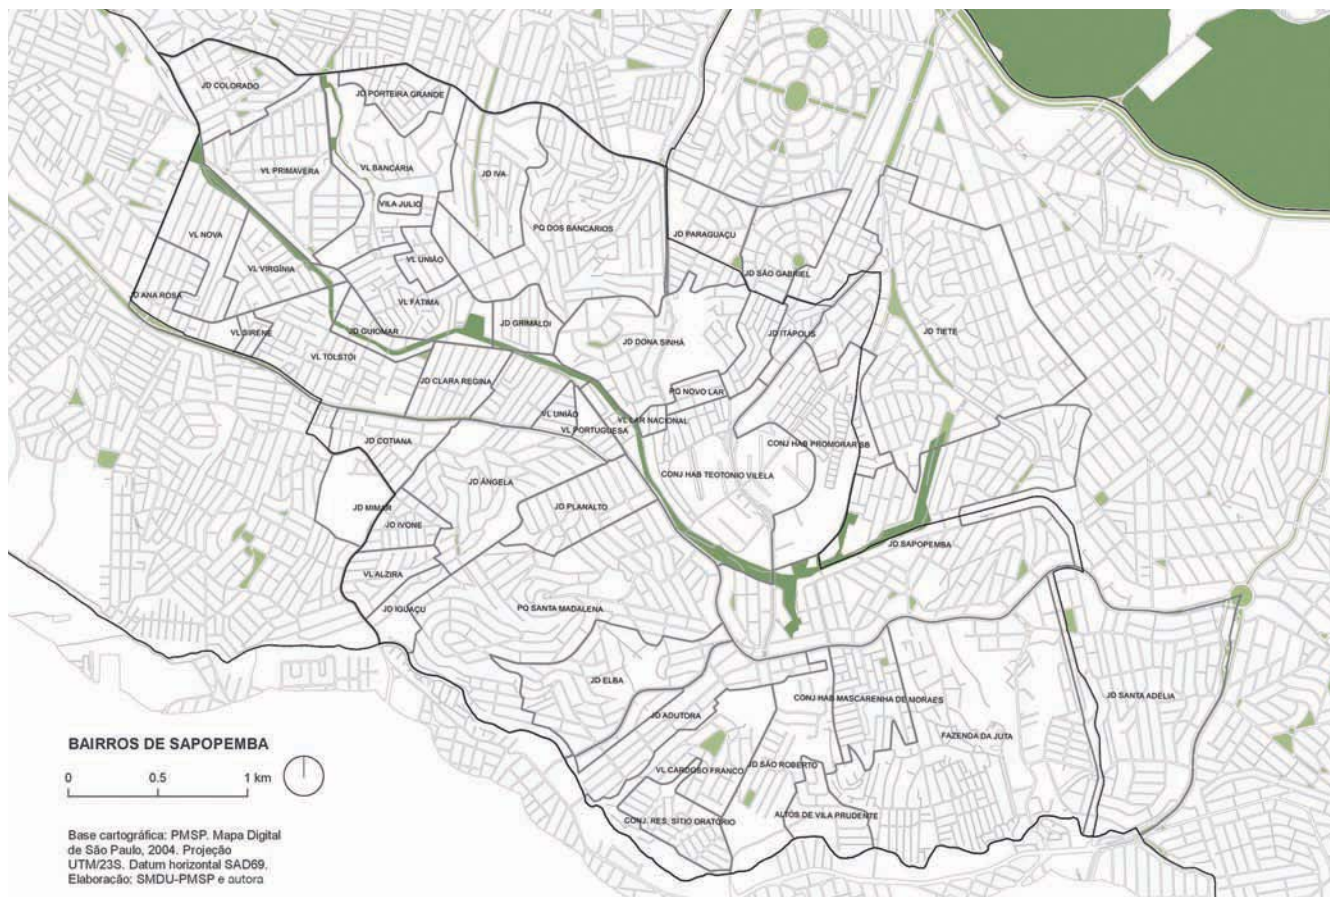 JD COLORADO
JD PORTEIRA GRANDE
VL PRIMAVERA
VL BANCÁRIA
JD IVA
VILA JULIO
PQ DOS BANCÁRIOS
VL NOVA
JD PARAGUAÇU
VL UNIÃO
VL VIRGÍNIA
JD SÃO GABRIEL
JD ANA ROSA
VL FÁTIMA
JD GRIMALDI
VL SIRENE
JD GUIOMAR
JD ITÁPOLIS
JD TIETE
JD DONA SINHÁ
VL TOLSTÓI
JD CLARA REGINA
PQ NOVO LAR
VL UNIÃO
VL LAR NACIONAL
VL PORTUGUESA
JD COTIANA
CONJ HAB PROMORAR SB
CONJ HAB TEOTONIO VILELA
JD ÂNGELA
JD MIMAR
JD PLANALTO
JD IVONE
JD SAPOPEMBA
VL ALZIRA
JD IGUAÇU
PQ SANTA MADALENA
JD ELBA
CONJ HAB MASCARENHA DE MORAES
JD SANTA ADÉLIA
JD ADUTORA
FAZENDA DA JUTA
VL CARDOSO FRANCO
JD SÃO ROBERTO
CONJ. RES. SÍTIO ORATÓRIO
ALTOS DE VILA PRUDENTE
BAIRROS DE SAPOPEMBA
0 0.5 1 km
Base cartográfica: PMSP. Mapa Digital
de São Paulo, 2004. Projeção
UTM/23S. Datum horizontal SAD69.
Elaboração: SMDU-PMSP e autora